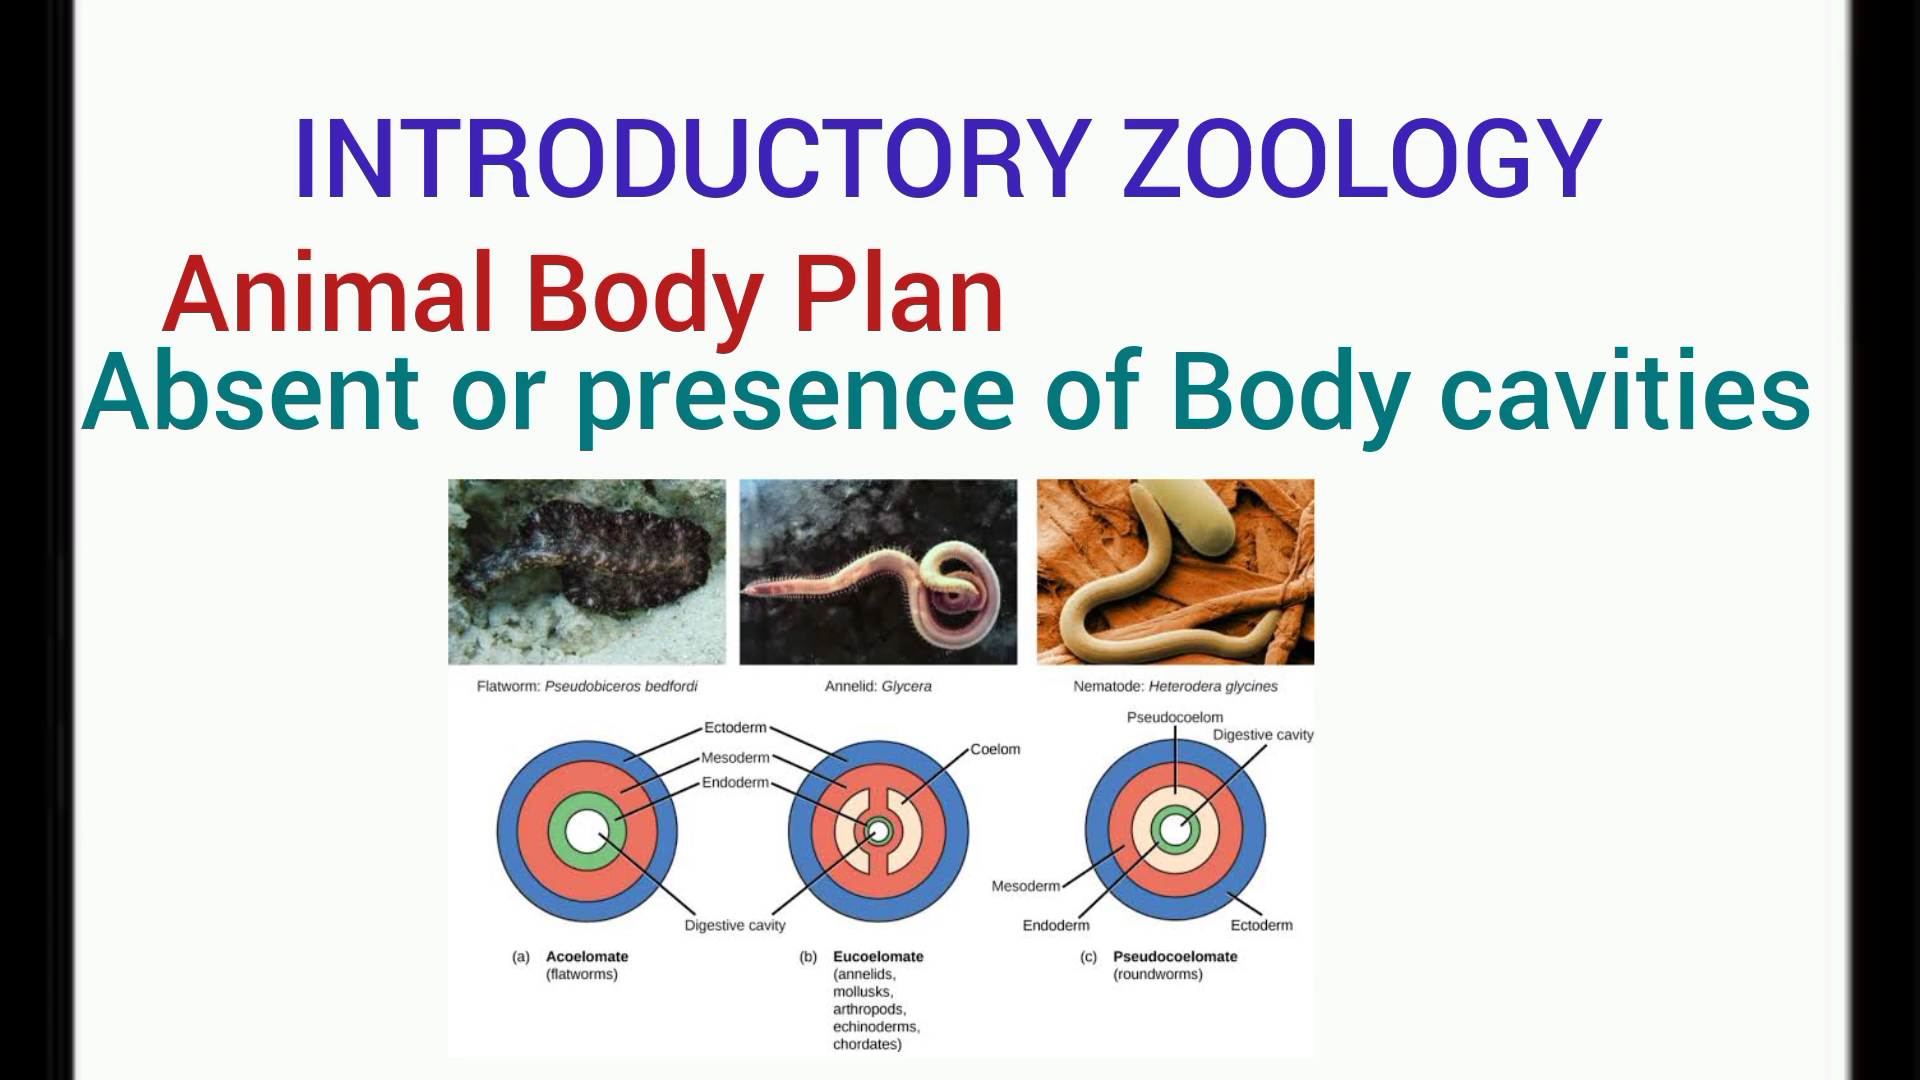 INTRODUCTORY ZOOLOGY
Animal Body Plan
Absent or presence of Body cavities
Flatworm: Pseudobiceros bedfordi
Annelid: Glycera
Nematode: Heterodera glycines
Ectoderm
Mesoderm
Endoderm
Digestive cavity
Coelom
Pseudocoelom
Digestive cavity
Mesoderm
Endoderm
Ectoderm
(a) Acoelomate
(flatworms)
(b) Eucoelomate
(annelids,
mollusks,
arthropods,
echinoderms,
chordates)
(c) Pseudocoelomate
(roundworms)